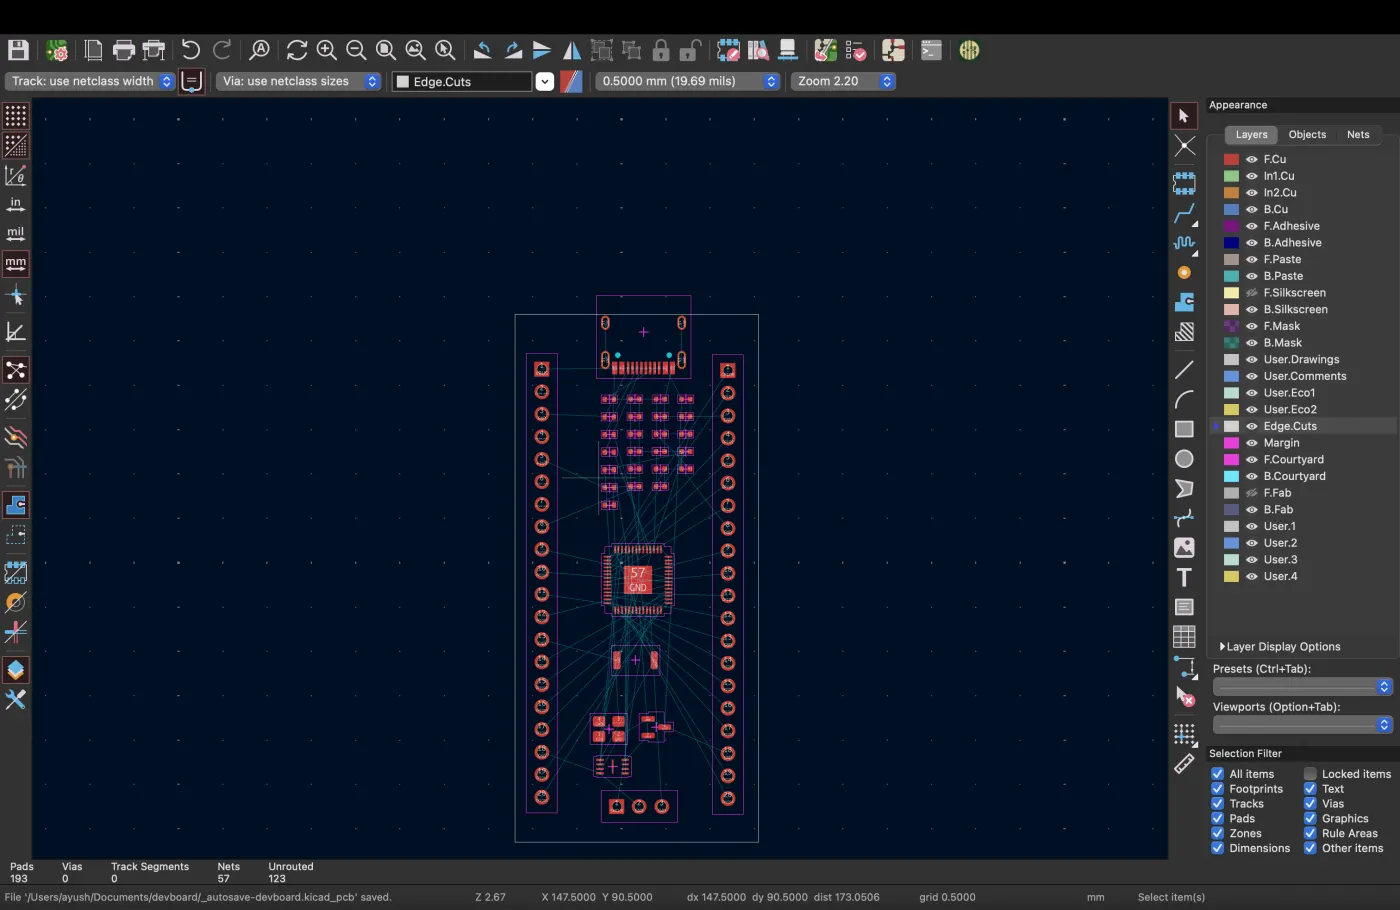 Track: use netclass width
Via: use netclass sizes
Edge.Cuts
0.5000 mm (19.69 mils)
Zoom 2.20
in
mil
mm
57
GND
Appearance
Layers
Objects
Nets
F.Cu
In1.Cu
In2.Cu
B.Cu
F.Adhesive
B.Adhesive
F.Paste
B.Paste
F.Silkscreen
B.Silkscreen
F.Mask
B.Mask
User.Drawings
User.Comments
User.Eco1
User.Eco2
Edge.Cuts
Margin
F.Courtyard
B.Courtyard
F.Fab
B.Fab
User.1
User.2
User.3
User.4
Layer Display Options
Presets (Ctrl+Tab):
Viewports (Option+Tab):
Selection Filter
All items
Locked items
Footprints
Text
Tracks
Vias
Pads
Graphics
Zones
Rule Areas
Dimensions
Other items
Pads
Vias
Track Segments
Nets
Unrouted
193
0
0
57
123
File '/Users/ayush/Documents/devboard/_autosave-devboard.kicad_pcb' saved.
Z 2.67
X 147.5000 Y 90.5000
dx 147.5000 dy 90.5000 dist 173.0506
grid 0.5000
mm
Select item(s)